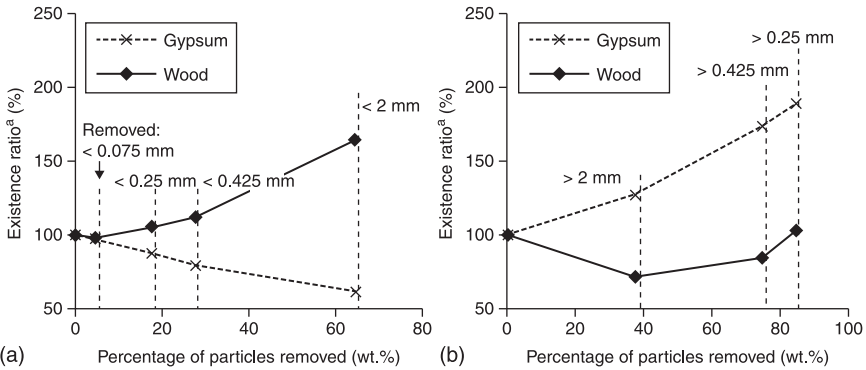 250
200
150
100
50
Existence ratioᵃ (%)
Gypsum
Wood
Removed:
< 0.075 mm
< 0.25 mm
< 0.425 mm
< 2 mm
0
20
40
60
80
(a)
Percentage of particles removed (wt.%)
250
200
150
100
50
Existence ratioᵃ (%)
Gypsum
Wood
> 2 mm
> 0.425 mm
> 0.25 mm
0
20
40
60
80
100
(b)
Percentage of particles removed (wt.%)